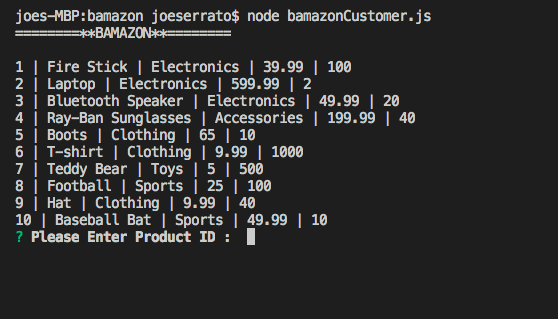 joes-MBP:bamazon joeserrato$ node bamazonCustomer.js
========**BAMAZON**========
1 | Fire Stick | Electronics | 39.99 | 100
2 | Laptop | Electronics | 599.99 | 2
3 | Bluetooth Speaker | Electronics | 49.99 | 20
4 | Ray-Ban Sunglasses | Accessories | 199.99 | 40
5 | Boots | Clothing | 65 | 10
6 | T-shirt | Clothing | 9.99 | 1000
7 | Teddy Bear | Toys | 5 | 500
8 | Football | Sports | 25 | 100
9 | Hat | Clothing | 9.99 | 40
10 | Baseball Bat | Sports | 49.99 | 10
? Please Enter Product ID :